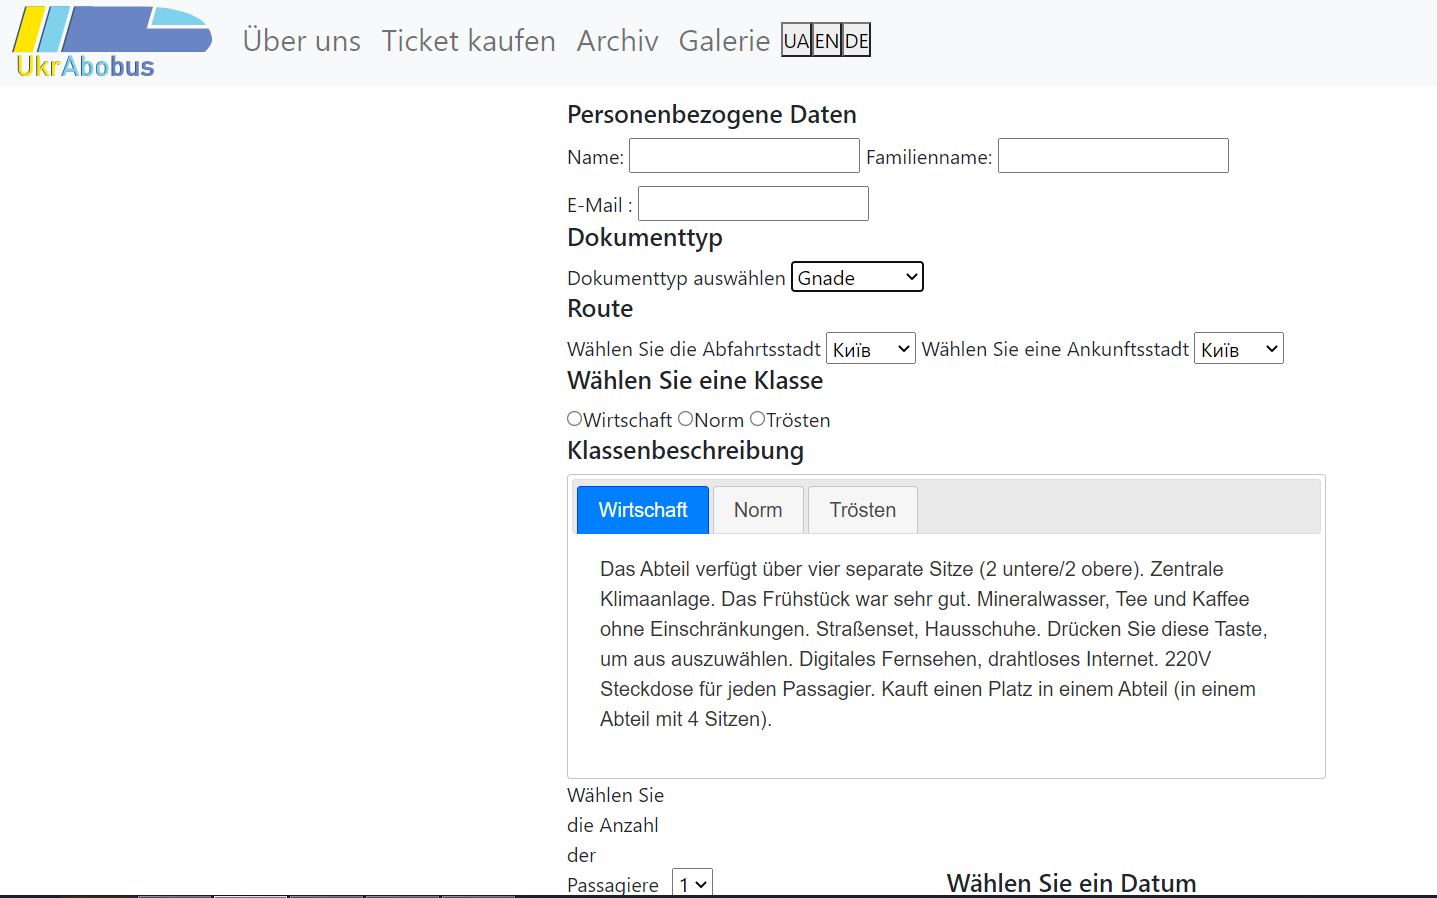 UkrAbobus
Über uns Ticket kaufen Archiv Galerie UA EN DE
Personenbezogene Daten
Name: Familienname:
E-Mail :
Dokumenttyp
Dokumenttyp auswählen Gnade
Route
Wählen Sie die Abfahrtsstadt Київ Wählen Sie eine Ankunftsstadt Київ
Wählen Sie eine Klasse
Wirtschaft Norm Trösten
Klassenbeschreibung
Wirtschaft Norm Trösten
Das Abteil verfügt über vier separate Sitze (2 untere/2 obere). Zentrale
Klimaanlage. Das Frühstück war sehr gut. Mineralwasser, Tee und Kaffee
ohne Einschränkungen. Straßenset, Hausschuhe. Drücken Sie diese Taste,
um aus auszuwählen. Digitales Fernsehen, drahtloses Internet. 220V
Steckdose für jeden Passagier. Kauft einen Platz in einem Abteil (in einem
Abteil mit 4 Sitzen).
Wählen Sie
die Anzahl
der
Passagiere 1
Wählen Sie ein Datum